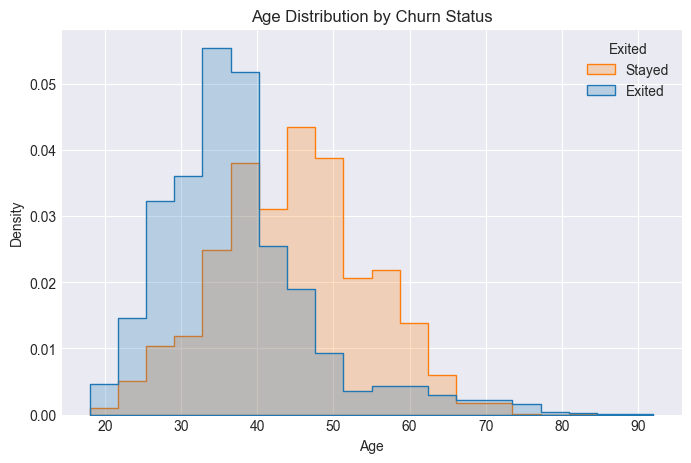 Age Distribution by Churn Status
Exited
Stayed
Exited
Density
0.05
0.04
0.03
0.02
0.01
0.00
20 30 40 50 60 70 80 90
Age